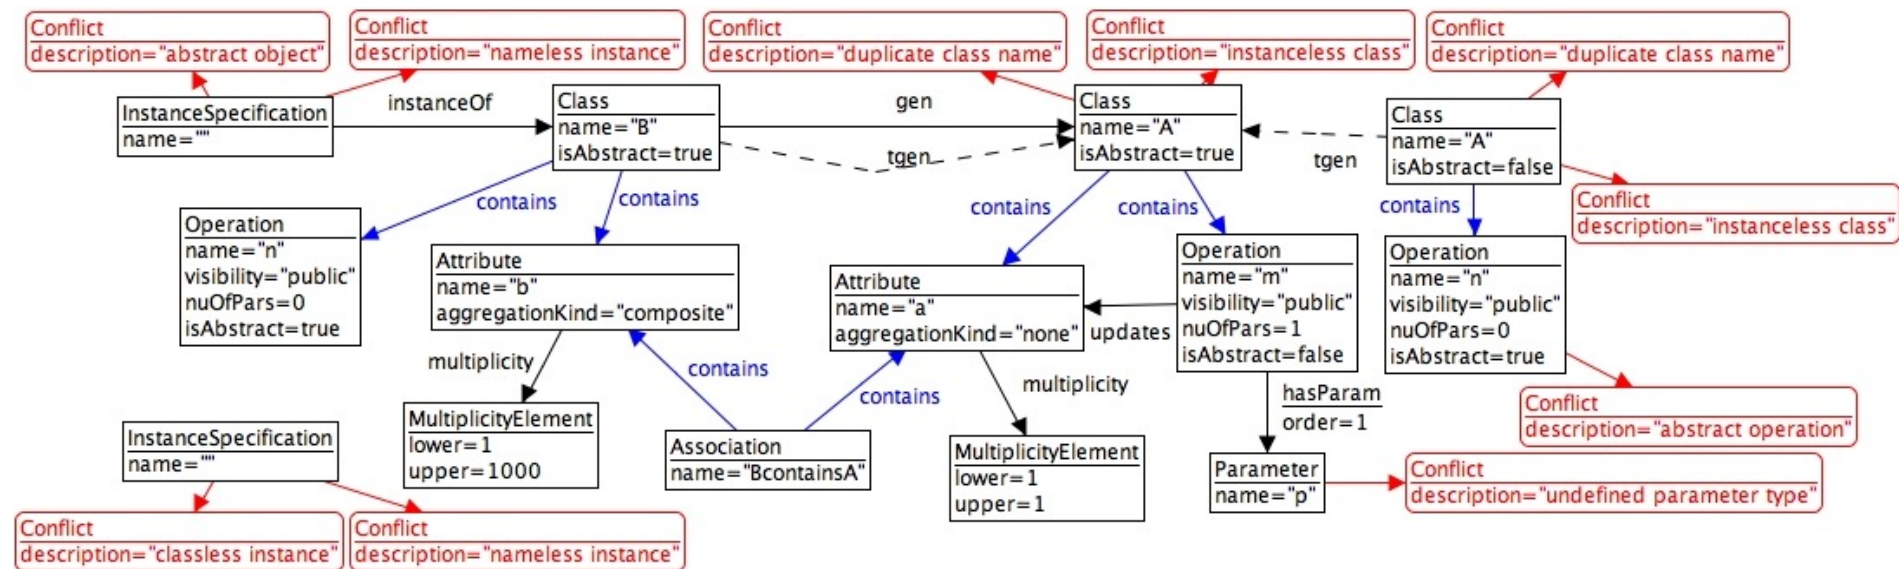 Conflict
description="abstract object"
Conflict
description="nameless instance"
Conflict
description="duplicate class name"
Conflict
description="instanceless class"
Conflict
description="duplicate class name"
InstanceSpecification
name=""
instanceOf
Class
name="B"
isAbstract=true
gen
tgen
Class
name="A"
isAbstract=true
tgen
Class
name="A"
isAbstract=false
Conflict
description="instanceless class"
contains
contains
contains
contains
contains
Operation
name="n"
visibility="public"
nuOfPars=0
isAbstract=true
Attribute
name="b"
aggregationKind="composite"
Attribute
name="a"
aggregationKind="none"
updates
Operation
name="m"
visibility="public"
nuOfPars=1
isAbstract=false
Operation
name="n"
visibility="public"
nuOfPars=0
isAbstract=true
multiplicity
contains
contains
multiplicity
hasParam
order=1
Conflict
description="abstract operation"
InstanceSpecification
name=""
MultiplicityElement
lower=1
upper=1000
Association
name="BcontainsA"
MultiplicityElement
lower=1
upper=1
Parameter
name="p"
Conflict
description="undefined parameter type"
Conflict
description="classless instance"
Conflict
description="nameless instance"